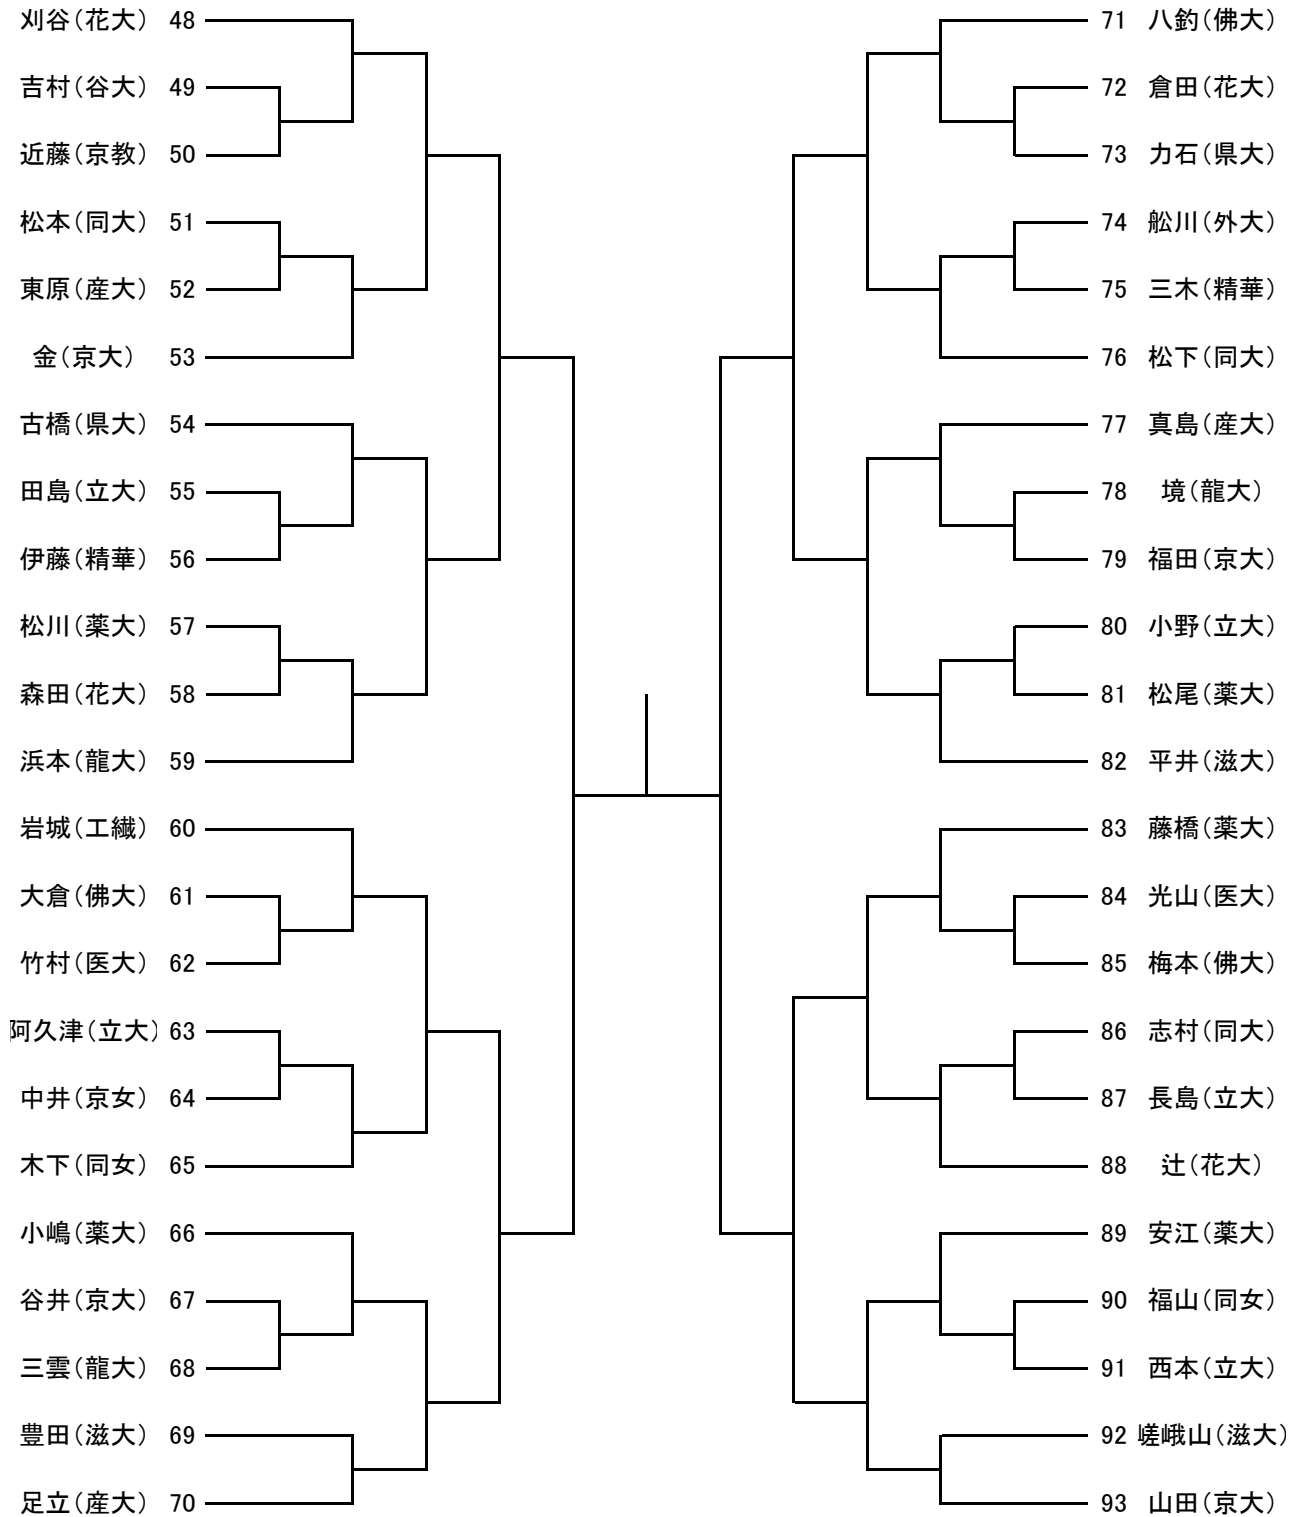 刈谷(花大) 48
吉村(谷大) 49
近藤(京教) 50
松本(同大) 51
東原(産大) 52
金(京大) 53
古橋(県大) 54
田島(立大) 55
伊藤(精華) 56
松川(薬大) 57
森田(花大) 58
浜本(龍大) 59
岩城(工繊) 60
大倉(佛大) 61
竹村(医大) 62
阿久津(立大) 63
中井(京女) 64
木下(同女) 65
小嶋(薬大) 66
谷井(京大) 67
三雲(龍大) 68
豊田(滋大) 69
足立(産大) 70
71 八釣(佛大)
72 倉田(花大)
73 力石(県大)
74 舩川(外大)
75 三木(精華)
76 松下(同大)
77 真島(産大)
78 境(龍大)
79 福田(京大)
80 小野(立大)
81 松尾(薬大)
82 平井(滋大)
83 藤橋(薬大)
84 光山(医大)
85 梅本(佛大)
86 志村(同大)
87 長島(立大)
88 辻(花大)
89 安江(薬大)
90 福山(同女)
91 西本(立大)
92 嵯峨山(滋大)
93 山田(京大)